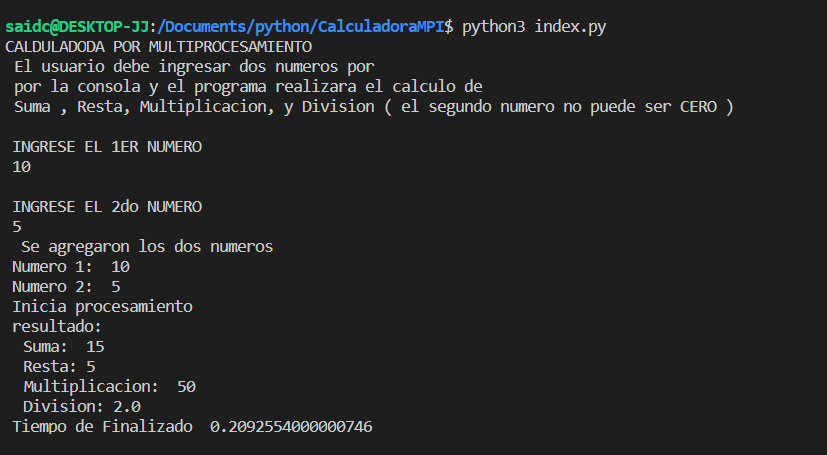 saidc@DESKTOP-JJ:/Documents/python/CalculadoraMPI$ python3 index.py
CALDULADODA POR MULTIPROCESAMIENTO
El usuario debe ingresar dos numeros por
por la consola y el programa realizara el calculo de
Suma , Resta, Multiplicacion, y Division ( el segundo numero no puede ser CERO )
INGRESE EL 1ER NUMERO
10
INGRESE EL 2do NUMERO
5
Se agregaron los dos numeros
Numero 1:  10
Numero 2:  5
Inicia procesamiento
resultado:
Suma:  15
Resta: 5
Multiplicacion:  50
Division: 2.0
Tiempo de Finalizado  0.2092554000000746